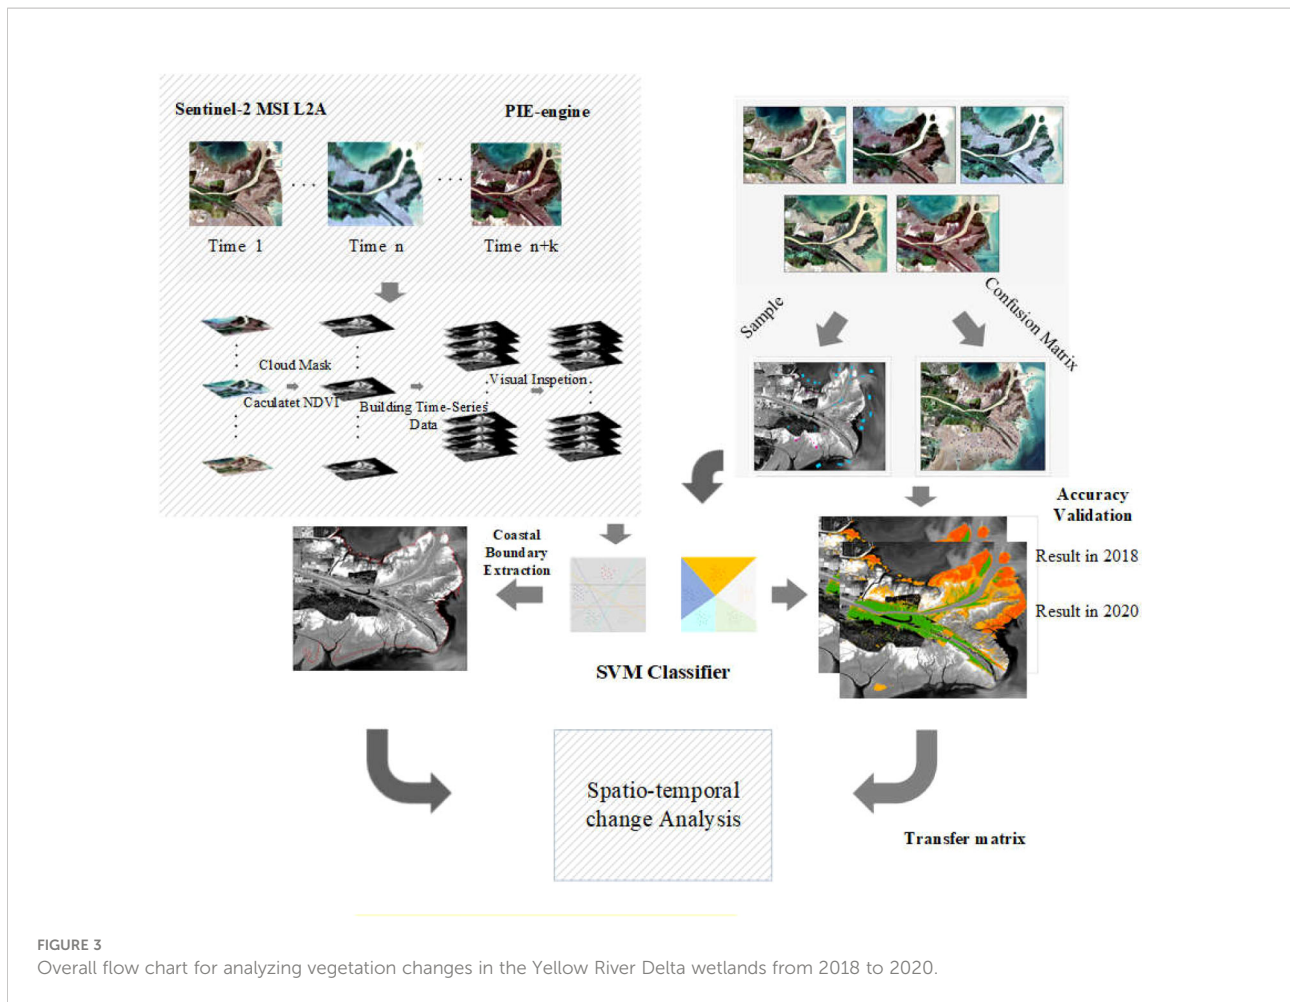 Sentinel-2 MSI L2A
PIE-engine
Time 1
Time n
Time n+k
Cloud Mask
Caculatet NDVI
Building Time-Series
Data
Visual Inspetion
Sample
Confusion Matrix
Accuracy
Validation
Coastal
Boundary
Extraction
SVM Classifier
Result in 2018
Result in 2020
Spatio-temporal
change Analysis
Transfer matrix
FIGURE 3
Overall flow chart for analyzing vegetation changes in the Yellow River Delta wetlands from 2018 to 2020.